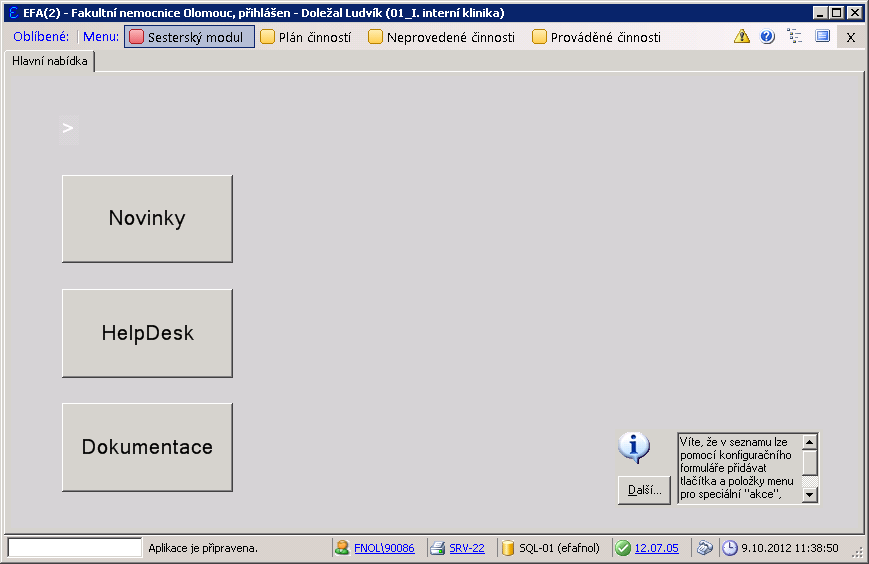 EFA(2) - Fakultní nemocnice Olomouc, přihlášen - Doležal Ludvík (01_I. interní klinika)
Oblíbené: Menu: Sesterský modul Plán činností Neprovedené činnosti Prováděné činnosti X
Hlavní nabídka
>
Novinky
HelpDesk
Dokumentace
Víte, že v seznamu lze
pomocí konfiguračního
formuláře přidávat
tlačítka a položky menu
pro speciální "akce",
Další...
Aplikace je připravena. FNOL\90086 SRV-22 SQL-01 (efafnol) 12.07.05 9.10.2012 11:38:50